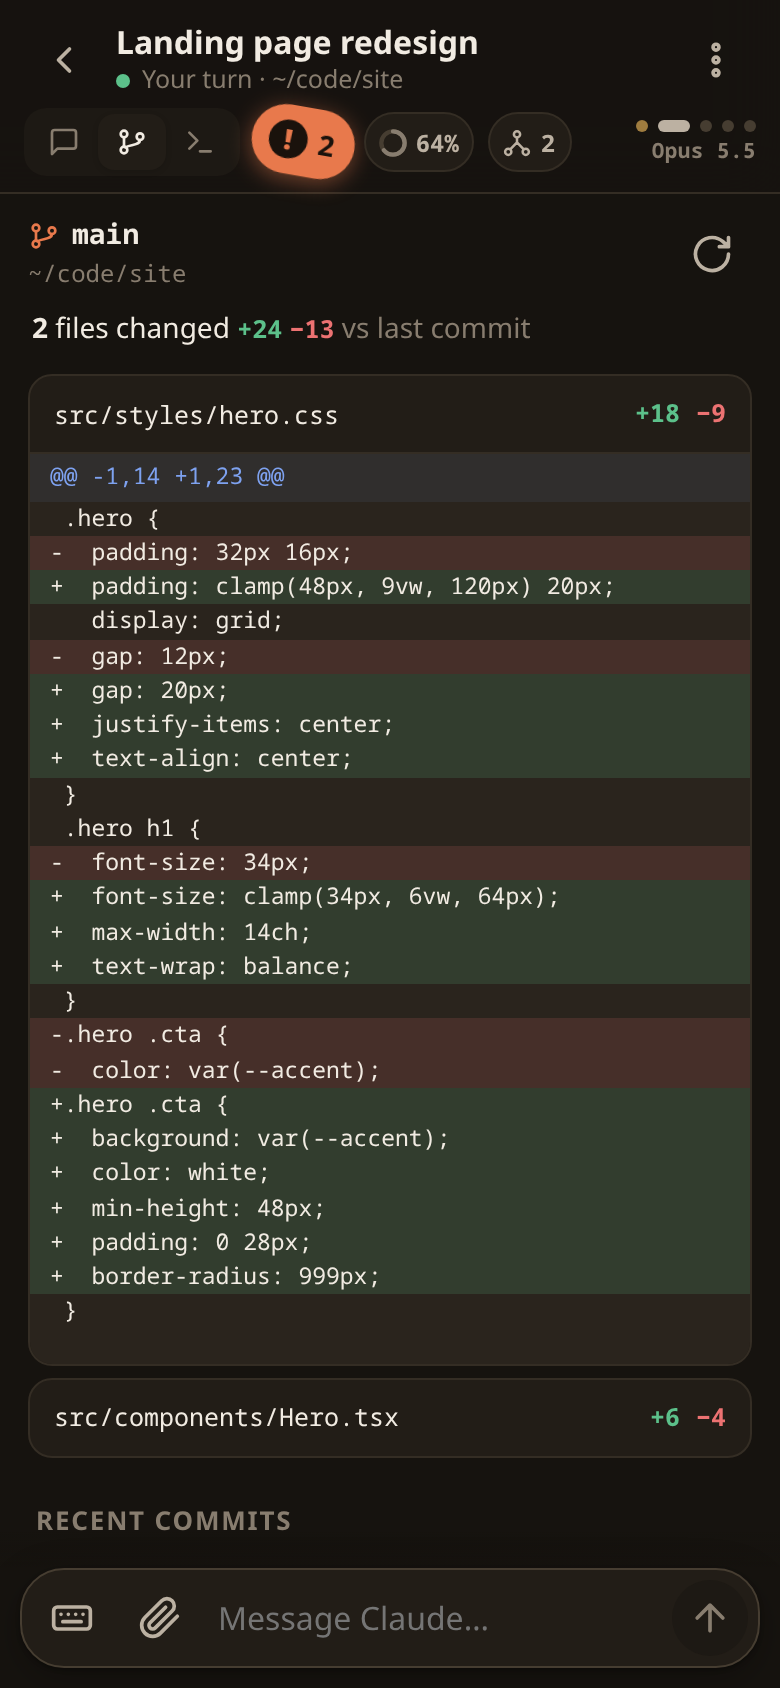 Landing page redesign
Your turn · ~/code/site
! 2
64%
2
Opus 5.5
main
~/code/site
2 files changed +24 −13 vs last commit
src/styles/hero.css +18 −9
@@ -1,14 +1,23 @@
 .hero {
-  padding: 32px 16px;
+  padding: clamp(48px, 9vw, 120px) 20px;
   display: grid;
-  gap: 12px;
+  gap: 20px;
+  justify-items: center;
+  text-align: center;
 }
 .hero h1 {
-  font-size: 34px;
+  font-size: clamp(34px, 6vw, 64px);
+  max-width: 14ch;
+  text-wrap: balance;
 }
-.hero .cta {
-  color: var(--accent);
+.hero .cta {
+  background: var(--accent);
+  color: white;
+  min-height: 48px;
+  padding: 0 28px;
+  border-radius: 999px;
 }
src/components/Hero.tsx +6 −4
RECENT COMMITS
Message Claude…